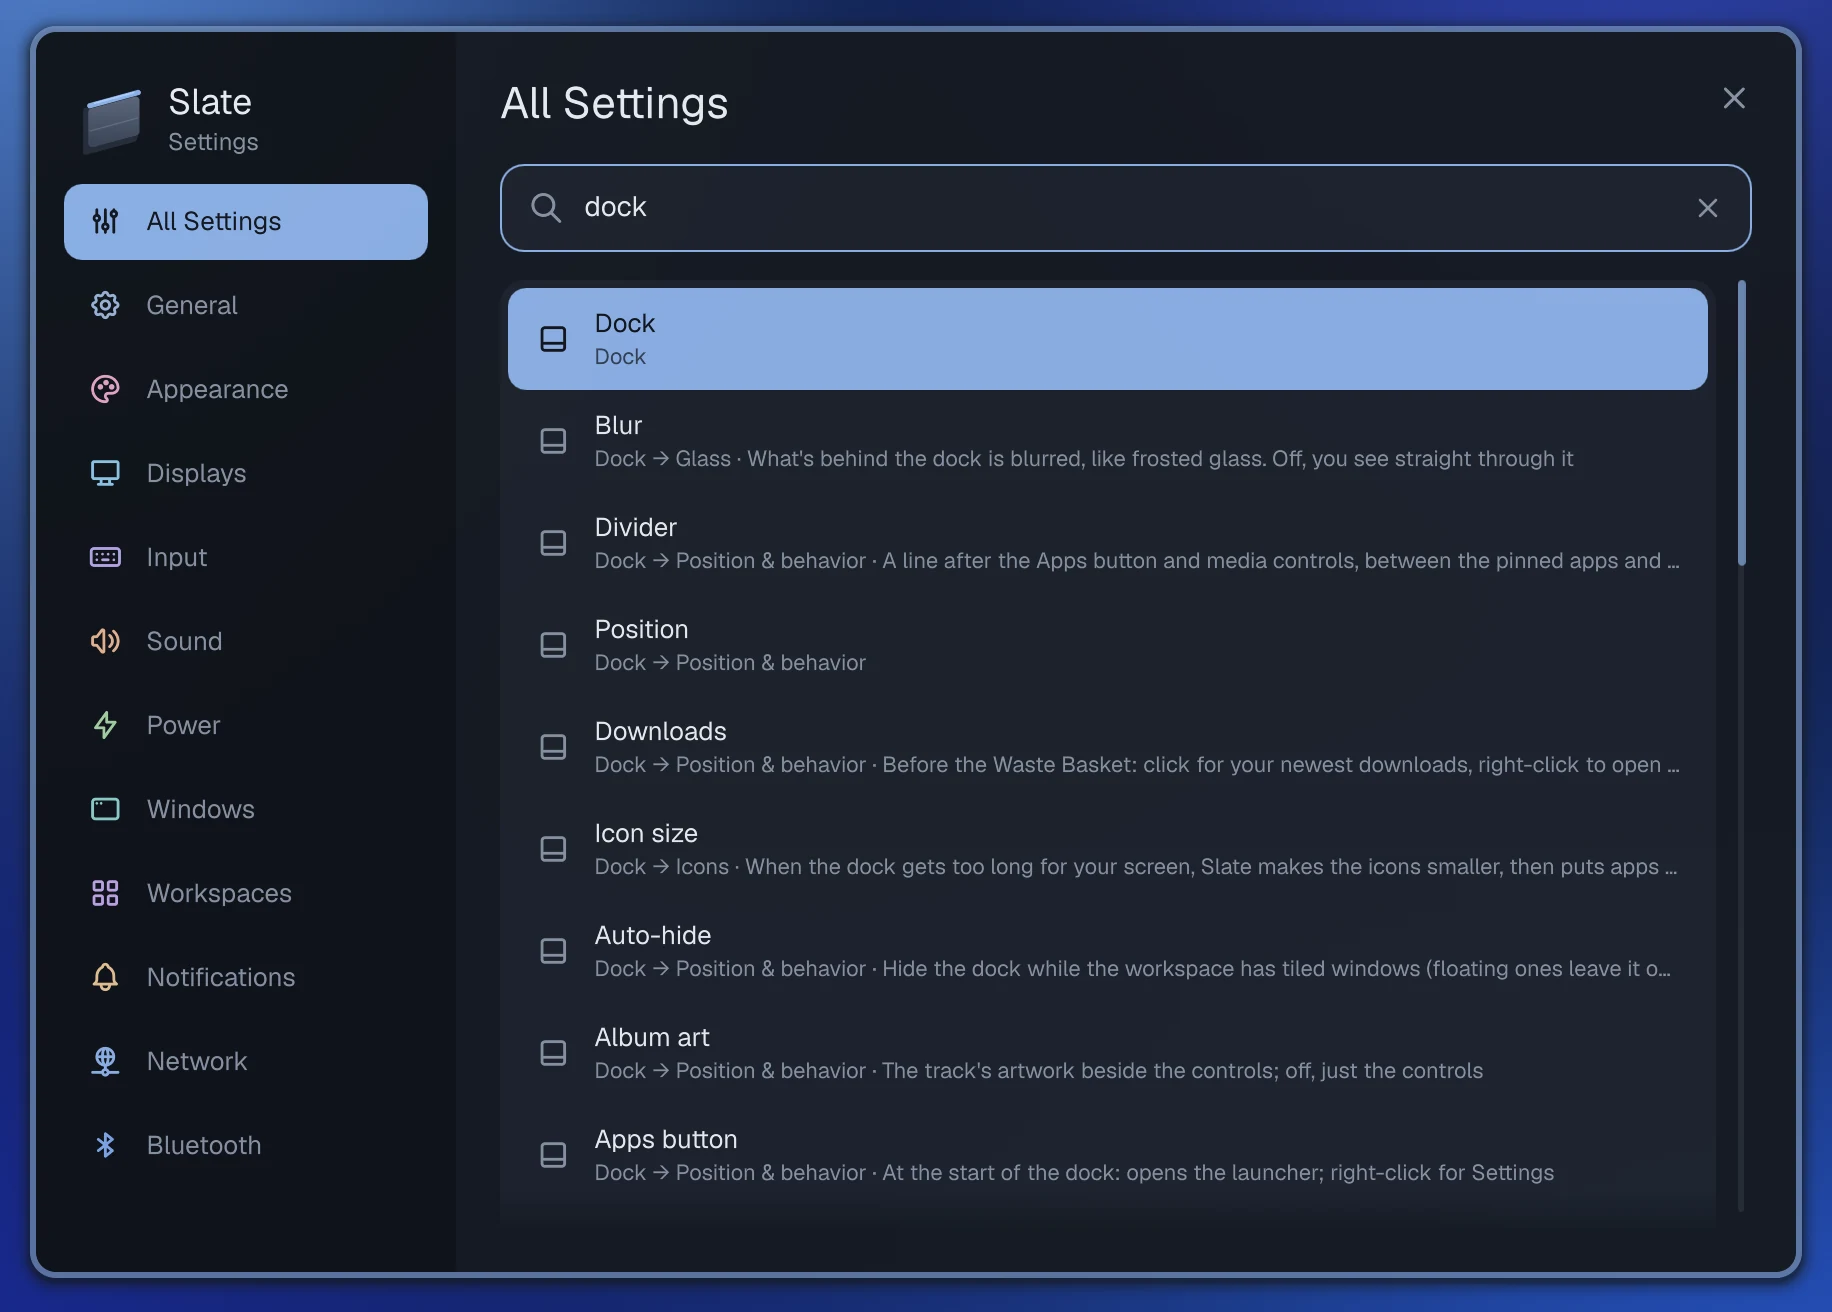 Slate
Settings
All Settings
General
Appearance
Displays
Input
Sound
Power
Windows
Workspaces
Notifications
Network
Bluetooth
All Settings
dock
Dock
Dock
Blur
Dock → Glass · What's behind the dock is blurred, like frosted glass. Off, you see straight through it
Divider
Dock → Position & behavior · A line after the Apps button and media controls, between the pinned apps and ...
Position
Dock → Position & behavior
Downloads
Dock → Position & behavior · Before the Waste Basket: click for your newest downloads, right-click to open ...
Icon size
Dock → Icons · When the dock gets too long for your screen, Slate makes the icons smaller, then puts apps ...
Auto-hide
Dock → Position & behavior · Hide the dock while the workspace has tiled windows (floating ones leave it o...
Album art
Dock → Position & behavior · The track's artwork beside the controls; off, just the controls
Apps button
Dock → Position & behavior · At the start of the dock: opens the launcher; right-click for Settings